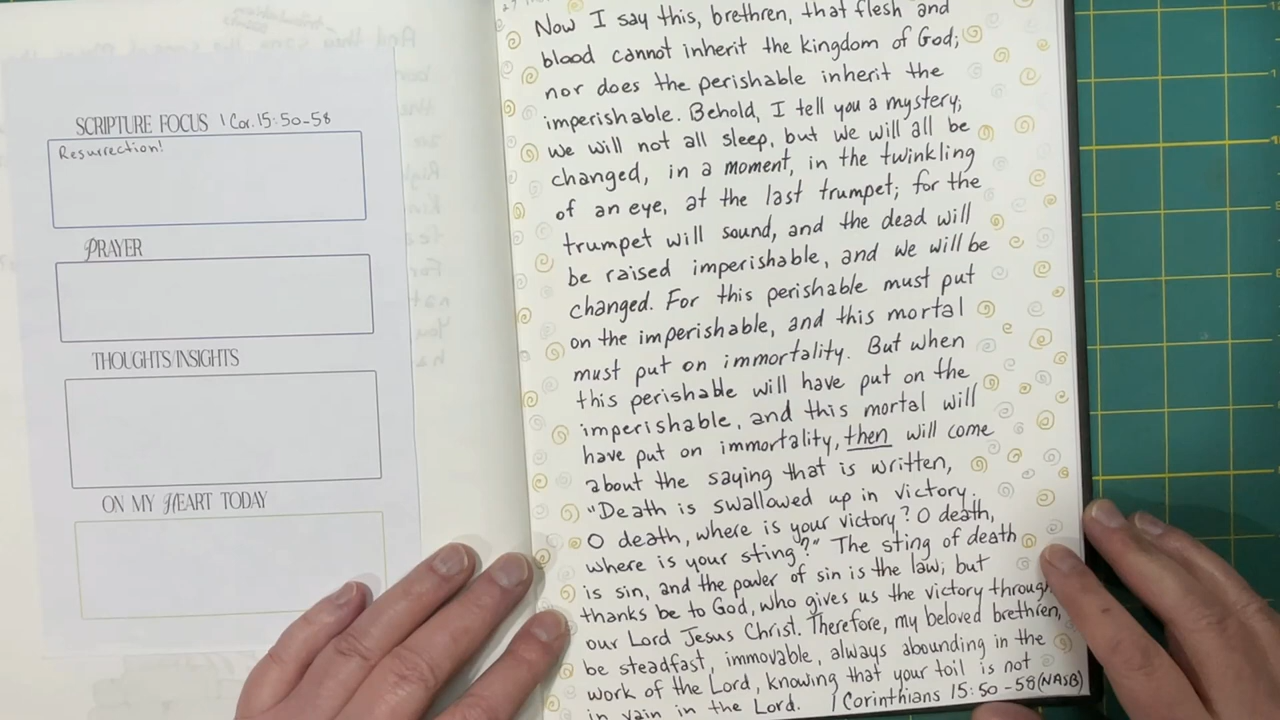 SCRIPTURE FOCUS 1 Cor. 15:50-58
Resurrection!
PRAYER
THOUGHTS/INSIGHTS
ON MY HEART TODAY
Now I say this, brethren, that flesh and
blood cannot inherit the kingdom of God;
nor does the perishable inherit the
imperishable. Behold, I tell you a mystery;
we will not all sleep, but we will all be
changed, in a moment, in the twinkling
of an eye, at the last trumpet; for the
trumpet will sound, and the dead will
be raised imperishable, and we will be
changed. For this perishable must put
on the imperishable, and this mortal
must put on immortality. But when
this perishable will have put on the
imperishable, and this mortal will
have put on immortality, then will come
about the saying that is written,
"Death is swallowed up in victory.
O death, where is your victory? O death,
where is your sting?" The sting of death
is sin, and the power of sin is the law; but
thanks be to God, who gives us the victory through
our Lord Jesus Christ. Therefore, my beloved brethren,
be steadfast, immovable, always abounding in the
work of the Lord, knowing that your toil is not
in vain in the Lord. 1 Corinthians 15:50-58 (NASB)